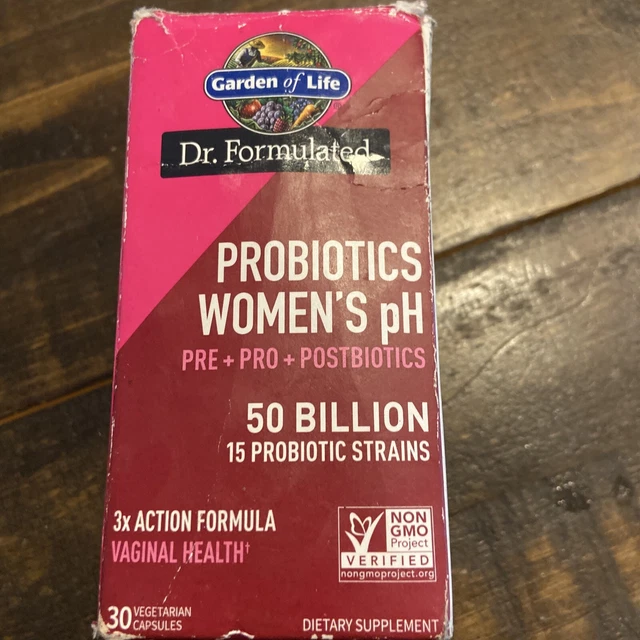 Garden of Life
Dr. Formulated
PROBIOTICS
WOMEN'S pH
PRE + PRO + POSTBIOTICS
50 BILLION
15 PROBIOTIC STRAINS
3x ACTION FORMULA
VAGINAL HEALTH†
NON
GMO
Project
VERIFIED
nongmoproject.org
30 VEGETARIAN
CAPSULES
DIETARY SUPPLEMENT